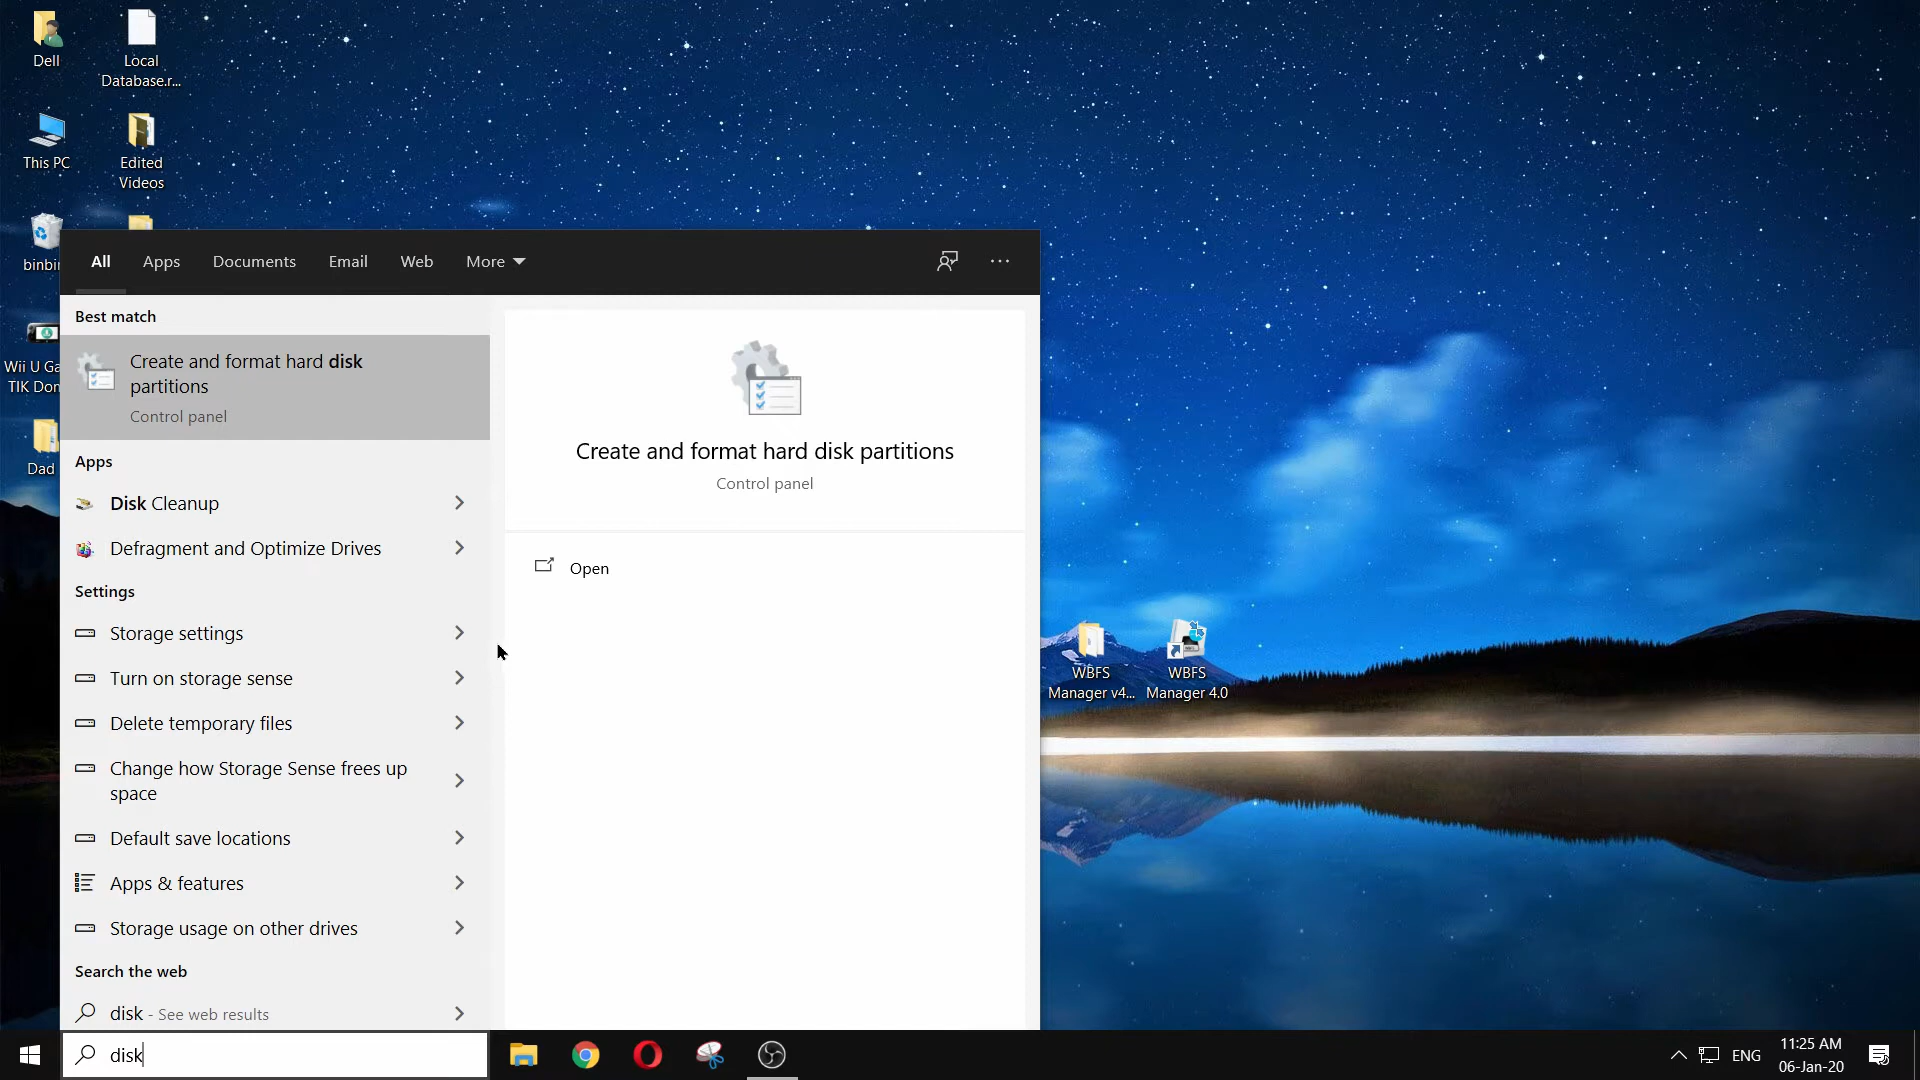 Dell
Local
Database.r...
This PC
Edited
Videos
binbin
Wii U Ga
TIK Don
Dad
All
Apps
Documents
Email
Web
More
Best match
Create and format hard disk
partitions
Control panel
Apps
Disk Cleanup
Defragment and Optimize Drives
Settings
Storage settings
Turn on storage sense
Delete temporary files
Change how Storage Sense frees up
space
Default save locations
Apps & features
Storage usage on other drives
Search the web
disk - See web results
disk
Create and format hard disk partitions
Control panel
Open
WBFS
Manager v4...
WBFS
Manager 4.0
ENG
11:25 AM
06-Jan-20